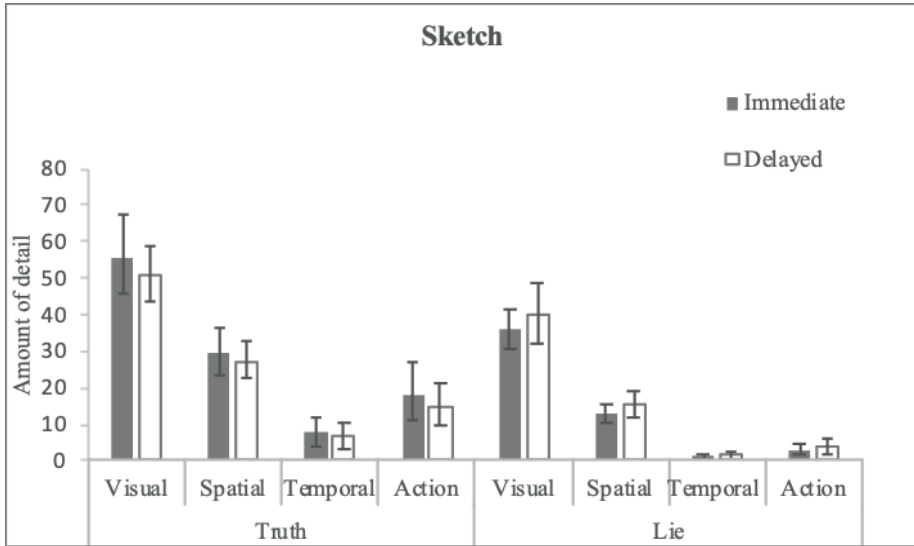 Sketch
Immediate
Delayed
Amount of detail
80
70
60
50
40
30
20
10
0
Visual Spatial Temporal Action Visual Spatial Temporal Action
Truth Lie